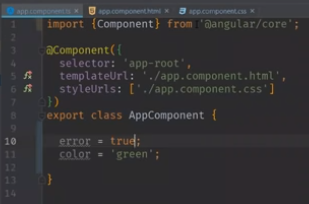 app.component.ts app.component.html app.component.css
1 import {Component} from '@angular/core';
2
3 @Component({
4 selector: 'app-root',
5 templateUrl: './app.component.html',
6 styleUrls: ['./app.component.css']
7 })
8 export class AppComponent {
9
10 error = true;
11 color = 'green';
12
13 }
14